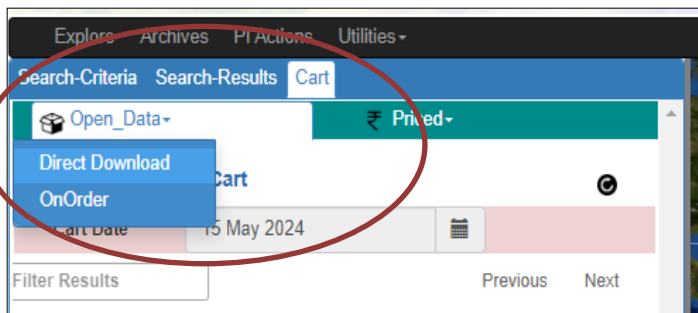 Explore Archives PI Actions Utilities
Search-Criteria Search-Results Cart
Open_Data ₹ Priced
Direct Download
Cart
OnOrder
Cart Date 15 May 2024
Filter Results Previous Next